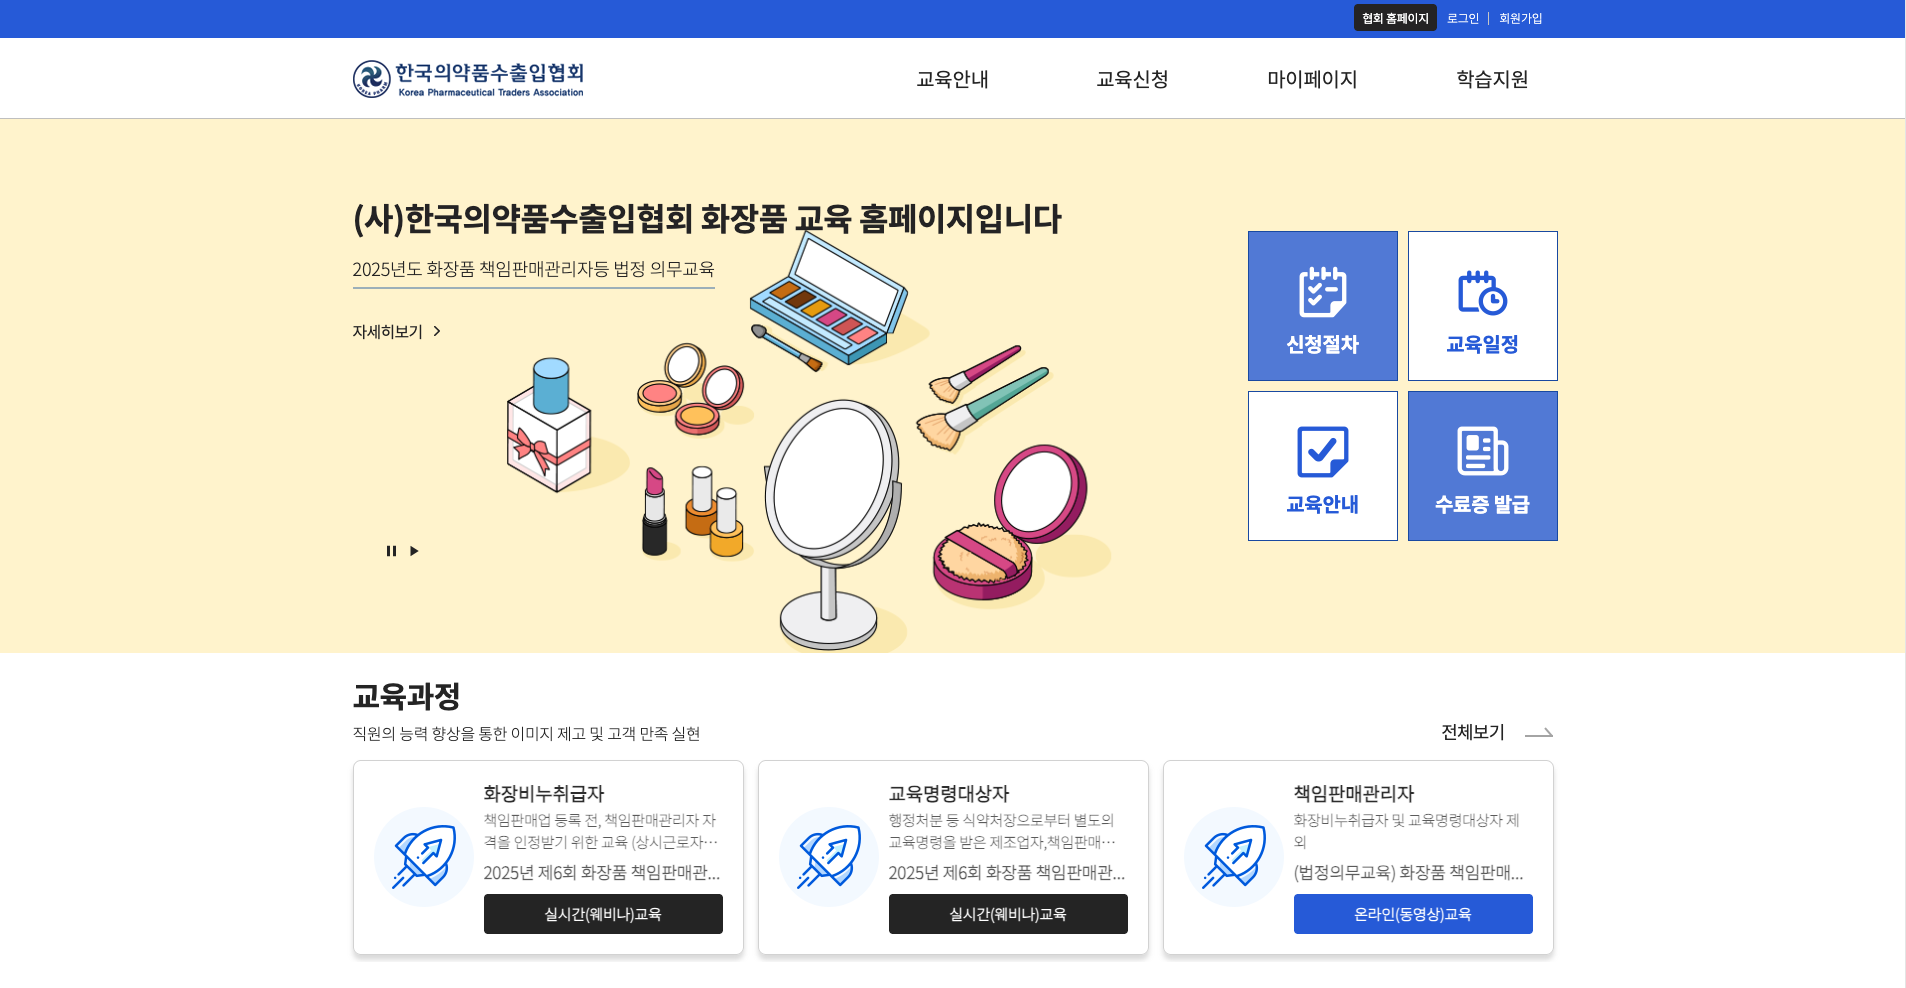 협회 홈페이지
로그인
회원가입
한국의약품수출입협회
Korea Pharmaceutical Traders Association
KOREA PHARM
교육안내
교육신청
마이페이지
학습지원
(사)한국의약품수출입협회 화장품 교육 홈페이지입니다
2025년도 화장품 책임판매관리자등 법정 의무교육
자세히보기
신청절차
교육일정
교육안내
수료증 발급
교육과정
직원의 능력 향상을 통한 이미지 제고 및 고객 만족 실현
전체보기
화장비누취급자
책임판매업 등록 전, 책임판매관리자 자
격을 인정받기 위한 교육 (상시근로자…
2025년 제6회 화장품 책임판매관...
실시간(웨비나)교육
교육명령대상자
행정처분 등 식약처장으로부터 별도의
교육명령을 받은 제조업자,책임판매…
2025년 제6회 화장품 책임판매관...
실시간(웨비나)교육
책임판매관리자
화장비누취급자 및 교육명령대상자 제
외
(법정의무교육) 화장품 책임판매...
온라인(동영상)교육